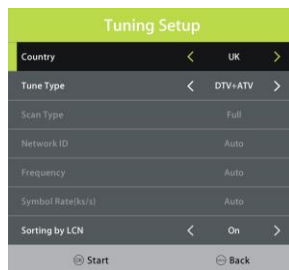 Tuning Setup
Country < UK >
Tune Type < DTV+ATV >
Scan Type Full
Network ID Auto
Frequency Auto
Symbol Rate(ks/s) Auto
Sorting by LCN < On >
Start Back